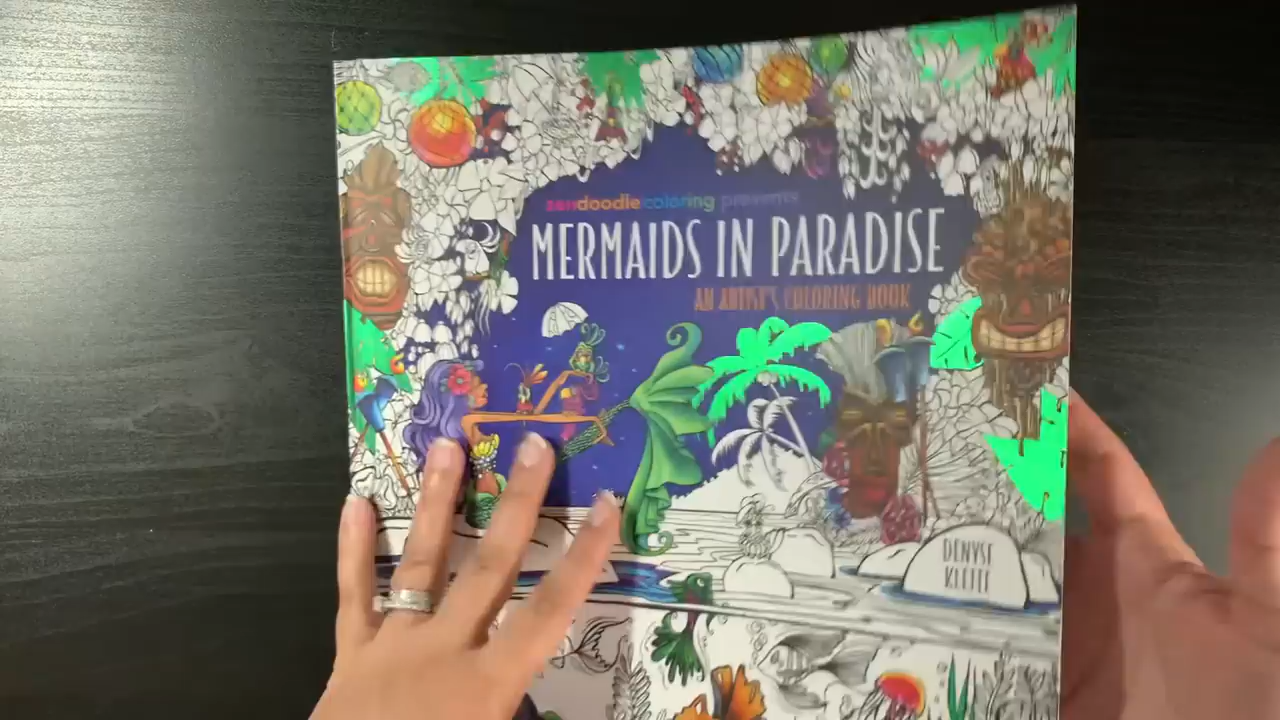 zendoodle coloring presents
MERMAIDS IN PARADISE
AN ARTIST'S COLORING BOOK
DENYSE
KLETTE